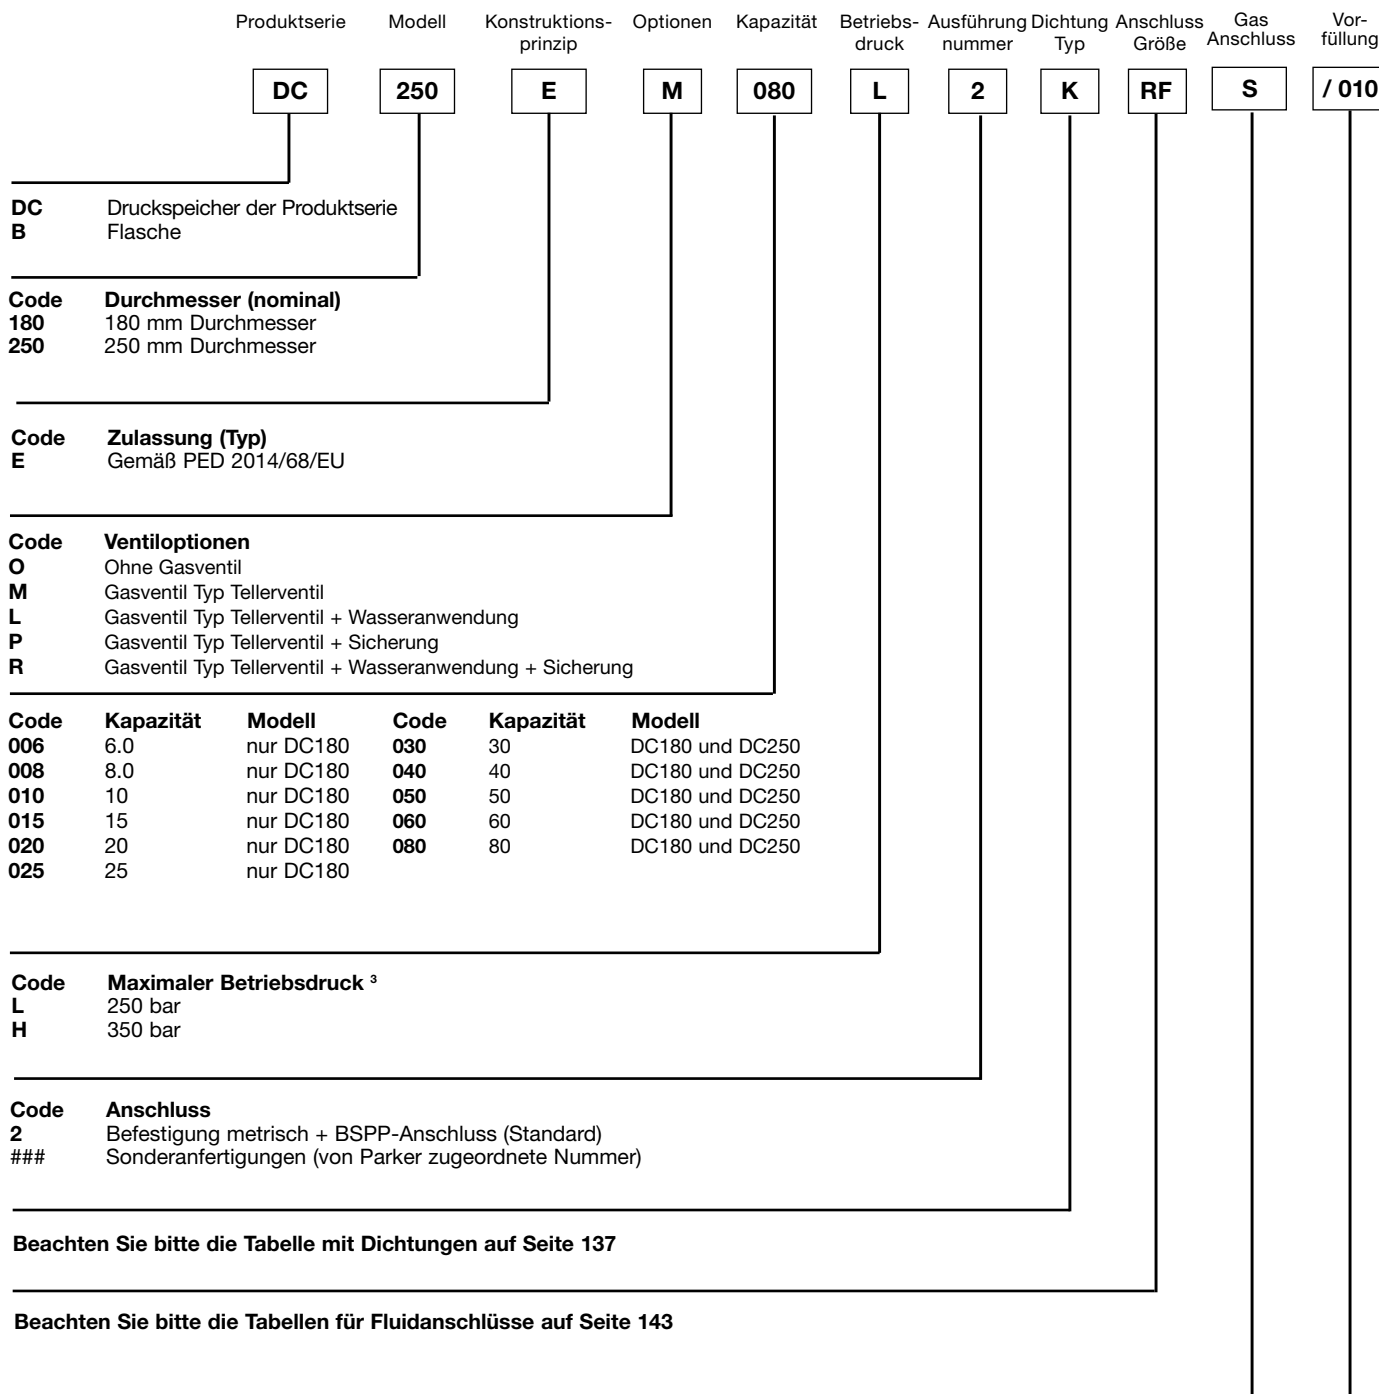 Produktserie Modell Konstruktions- Optionen Kapazität Betriebs- Ausführung Dichtung Anschluss Gas Vor-
prinzip druck nummer Typ Größe Anschluss füllung
DC 250 E M 080 L 2 K RF S / 010
DC Druckspeicher der Produktserie
B Flasche
Code Durchmesser (nominal)
180 180 mm Durchmesser
250 250 mm Durchmesser
Code Zulassung (Typ)
E Gemäß PED 2014/68/EU
Code Ventiloptionen
O Ohne Gasventil
M Gasventil Typ Tellerventil
L Gasventil Typ Tellerventil + Wasseranwendung
P Gasventil Typ Tellerventil + Sicherung
R Gasventil Typ Tellerventil + Wasseranwendung + Sicherung
Code Kapazität Modell Code Kapazität Modell
006 6.0 nur DC180 030 30 DC180 und DC250
008 8.0 nur DC180 040 40 DC180 und DC250
010 10 nur DC180 050 50 DC180 und DC250
015 15 nur DC180 060 60 DC180 und DC250
020 20 nur DC180 080 80 DC180 und DC250
025 25 nur DC180
Code Maximaler Betriebsdruck ³
L 250 bar
H 350 bar
Code Anschluss
2 Befestigung metrisch + BSPP-Anschluss (Standard)
### Sonderanfertigungen (von Parker zugeordnete Nummer)
Beachten Sie bitte die Tabelle mit Dichtungen auf Seite 137
Beachten Sie bitte die Tabellen für Fluidanschlüsse auf Seite 143